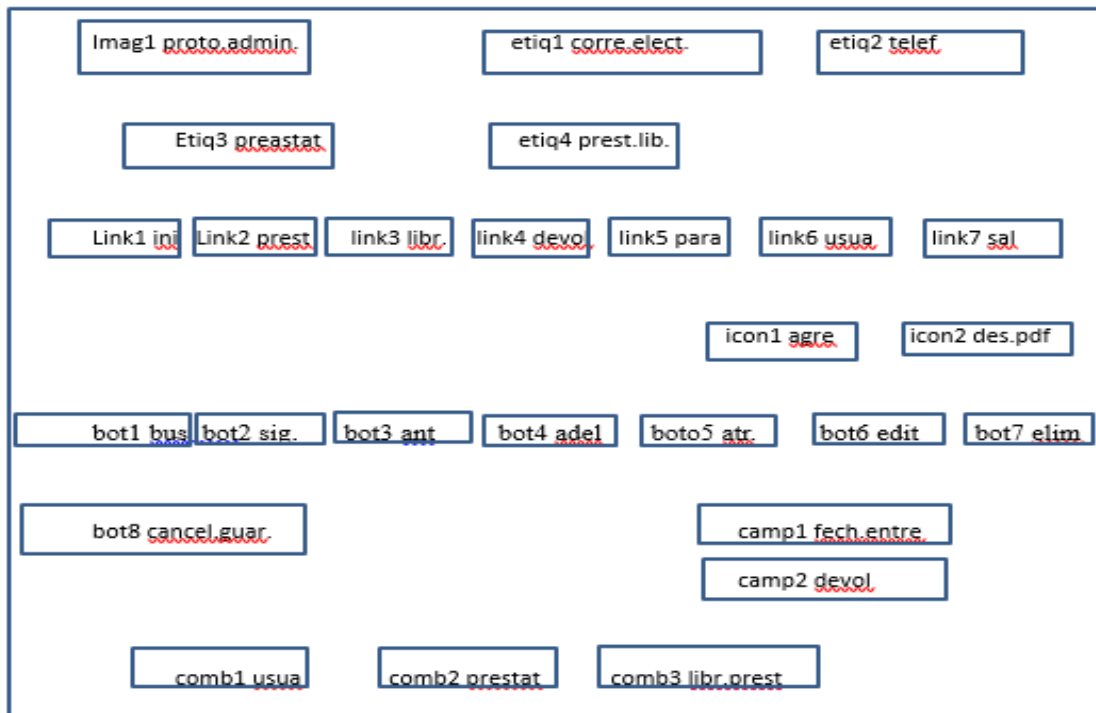 Imag1 proto.admin. etiq1 corre.elect. etiq2 telef
Etiq3 preastat etiq4 prest.lib.
Link1 ini Link2 prest link3 libr. link4 devol link5 para link6 usua link7 sal
icon1 agre icon2 des.pdf
bot1 bus bot2 sig. bot3 ant bot4 adel boto5 atr. bot6 edit bot7 elim
bot8 cancel.guar. camp1 fech.entre
camp2 devol
comb1 usua comb2 prestat comb3 libr.prest